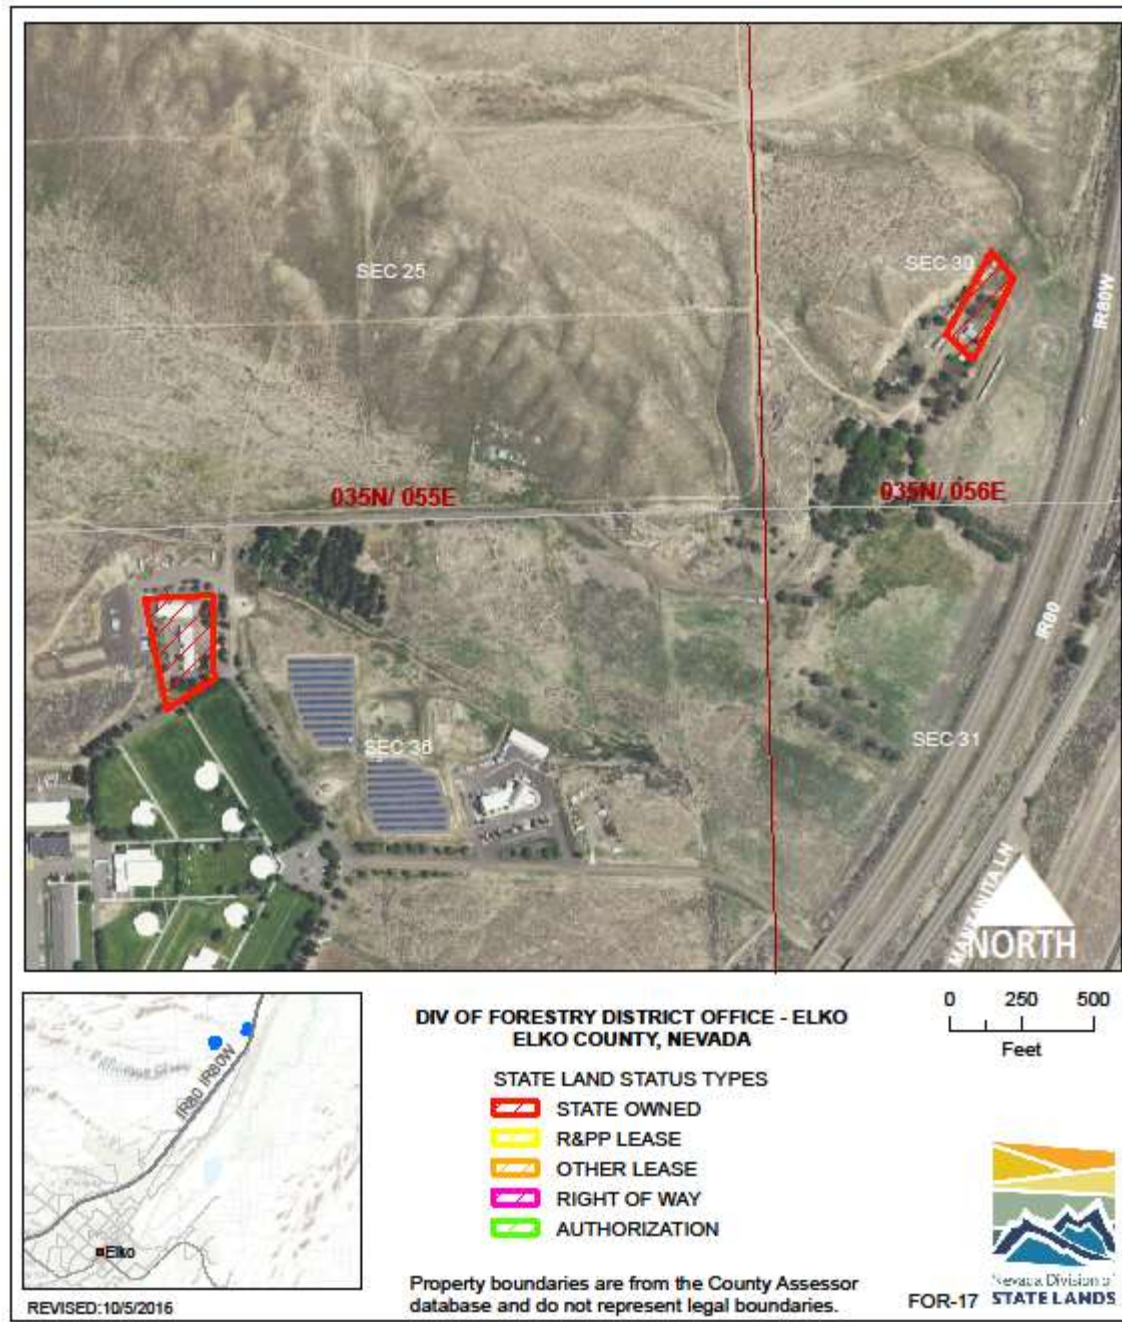 SEC 25
SEC 30
IR80W
035N/ 055E
035N/ 056E
IR80
SEC 36
SEC 31
MANZANITA LN
NORTH
IR80 IR80W
Elko
REVISED:10/5/2016
DIV OF FORESTRY DISTRICT OFFICE - ELKO
ELKO COUNTY, NEVADA
STATE LAND STATUS TYPES
STATE OWNED
R&PP LEASE
OTHER LEASE
RIGHT OF WAY
AUTHORIZATION
Property boundaries are from the County Assessor
database and do not represent legal boundaries.
0 250 500
Feet
FOR-17
Nevada Division of
STATE LANDS